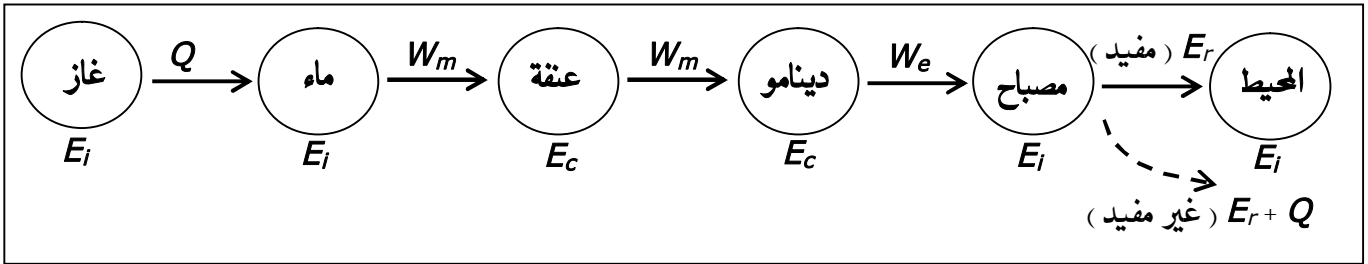 غاز Q ماء Wm عنفة Wm دينامو We مصباح Er ( مفيد ) المحيط
Ei Ei Ec Ec Ei Ei
( غير مفيد ) Er + Q